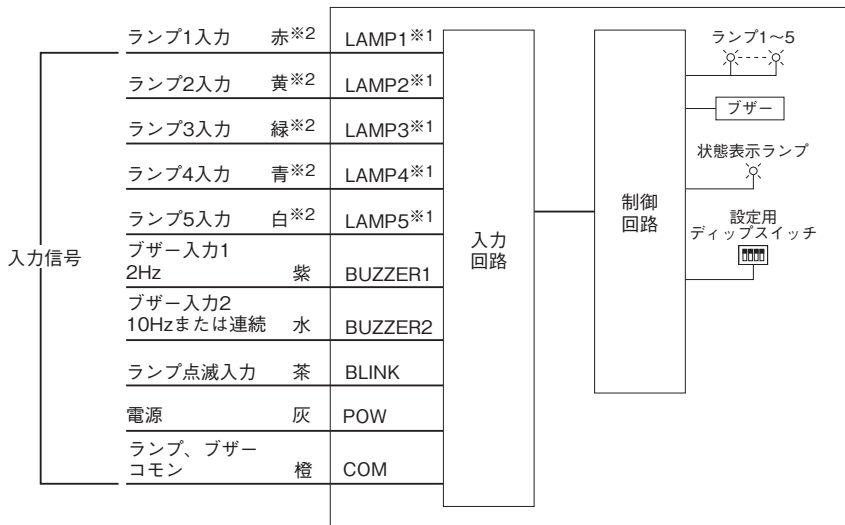 ランプ1入力 赤※2 LAMP1※1
ランプ2入力 黄※2 LAMP2※1
ランプ3入力 緑※2 LAMP3※1
ランプ4入力 青※2 LAMP4※1
ランプ5入力 白※2 LAMP5※1
ブザー入力1
2Hz 紫 BUZZER1
ブザー入力2
10Hzまたは連続 水 BUZZER2
ランプ点滅入力 茶 BLINK
電源 灰 POW
ランプ、ブザー
コモン 橙 COM
入力信号
入力
回路
制御
回路
ランプ1〜5
ブザー
状態表示ランプ
設定用
ディップスイッチ